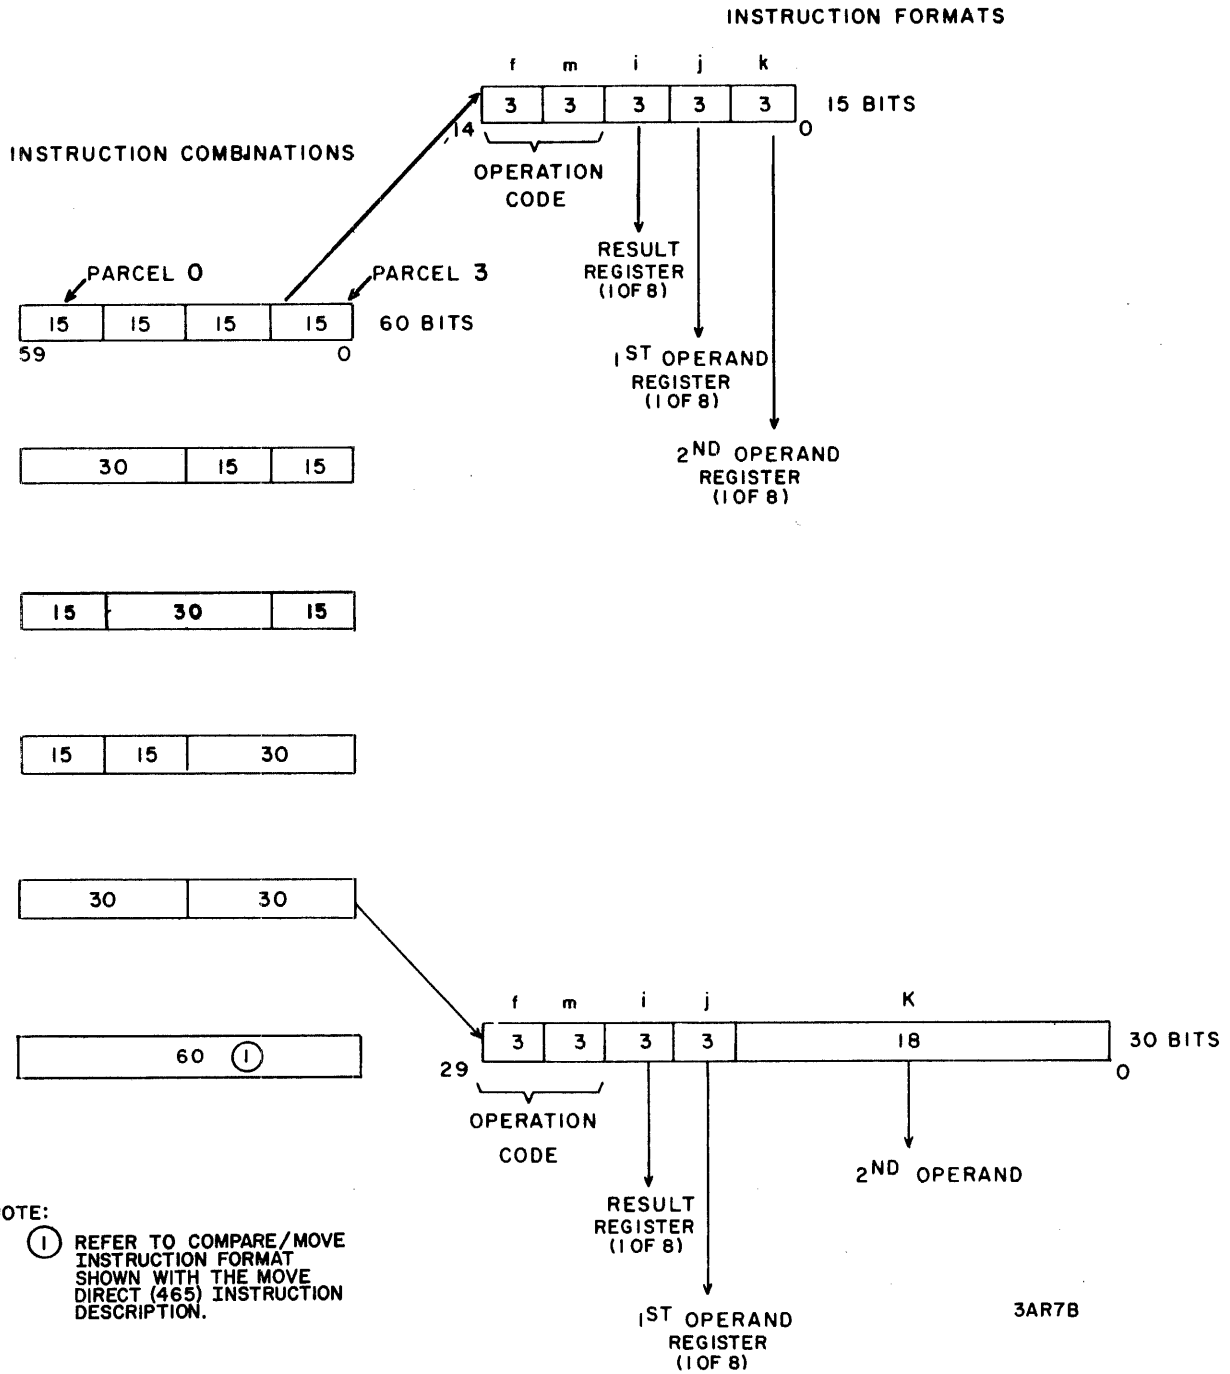 INSTRUCTION FORMATS
f m i j k
3 3 3 3 3 15 BITS
14 0
OPERATION
CODE
RESULT
REGISTER
(1 OF 8)
1ST OPERAND
REGISTER
(1 OF 8)
2ND OPERAND
REGISTER
(1 OF 8)
INSTRUCTION COMBINATIONS
PARCEL 0 PARCEL 3
15 15 15 15 60 BITS
59 0
30 15 15
15 30 15
15 15 30
30 30
60 1
f m i j K
3 3 3 3 18 30 BITS
29 0
OPERATION
CODE
RESULT
REGISTER
(1 OF 8)
1ST OPERAND
REGISTER
(1 OF 8)
2ND OPERAND
OTE:
1 REFER TO COMPARE/MOVE
INSTRUCTION FORMAT
SHOWN WITH THE MOVE
DIRECT (465) INSTRUCTION
DESCRIPTION.
3AR7B